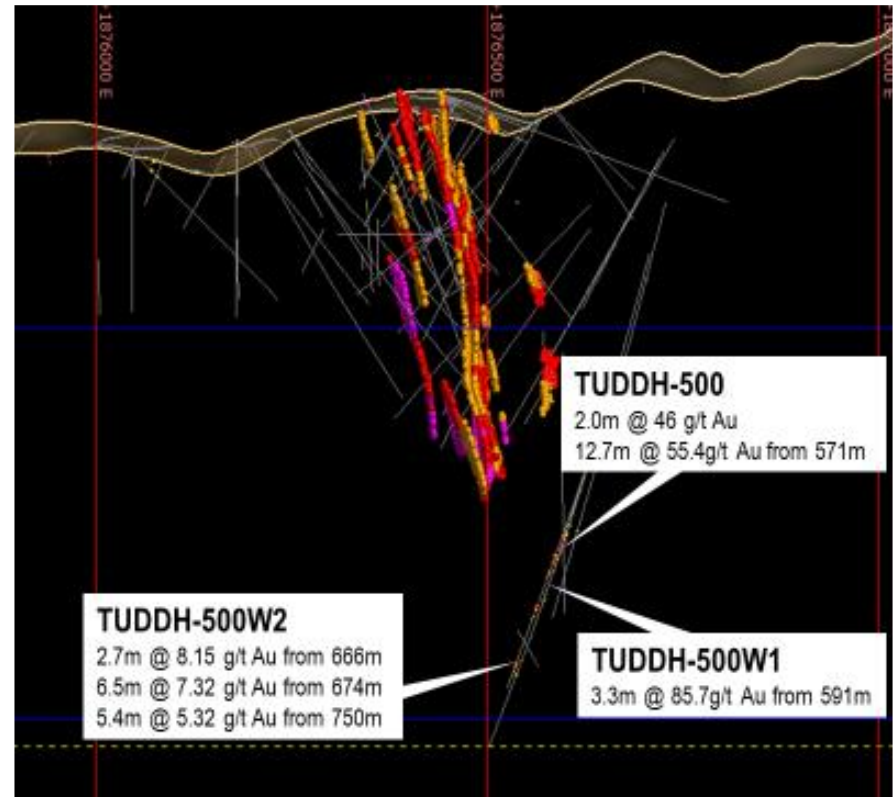 1876000 E
1876500 E
TUDDH-500
2.0m @ 46 g/t Au
12.7m @ 55.4g/t Au from 571m
TUDDH-500W2
2.7m @ 8.15 g/t Au from 666m
6.5m @ 7.32 g/t Au from 674m
5.4m @ 5.32 g/t Au from 750m
TUDDH-500W1
3.3m @ 85.7g/t Au from 591m